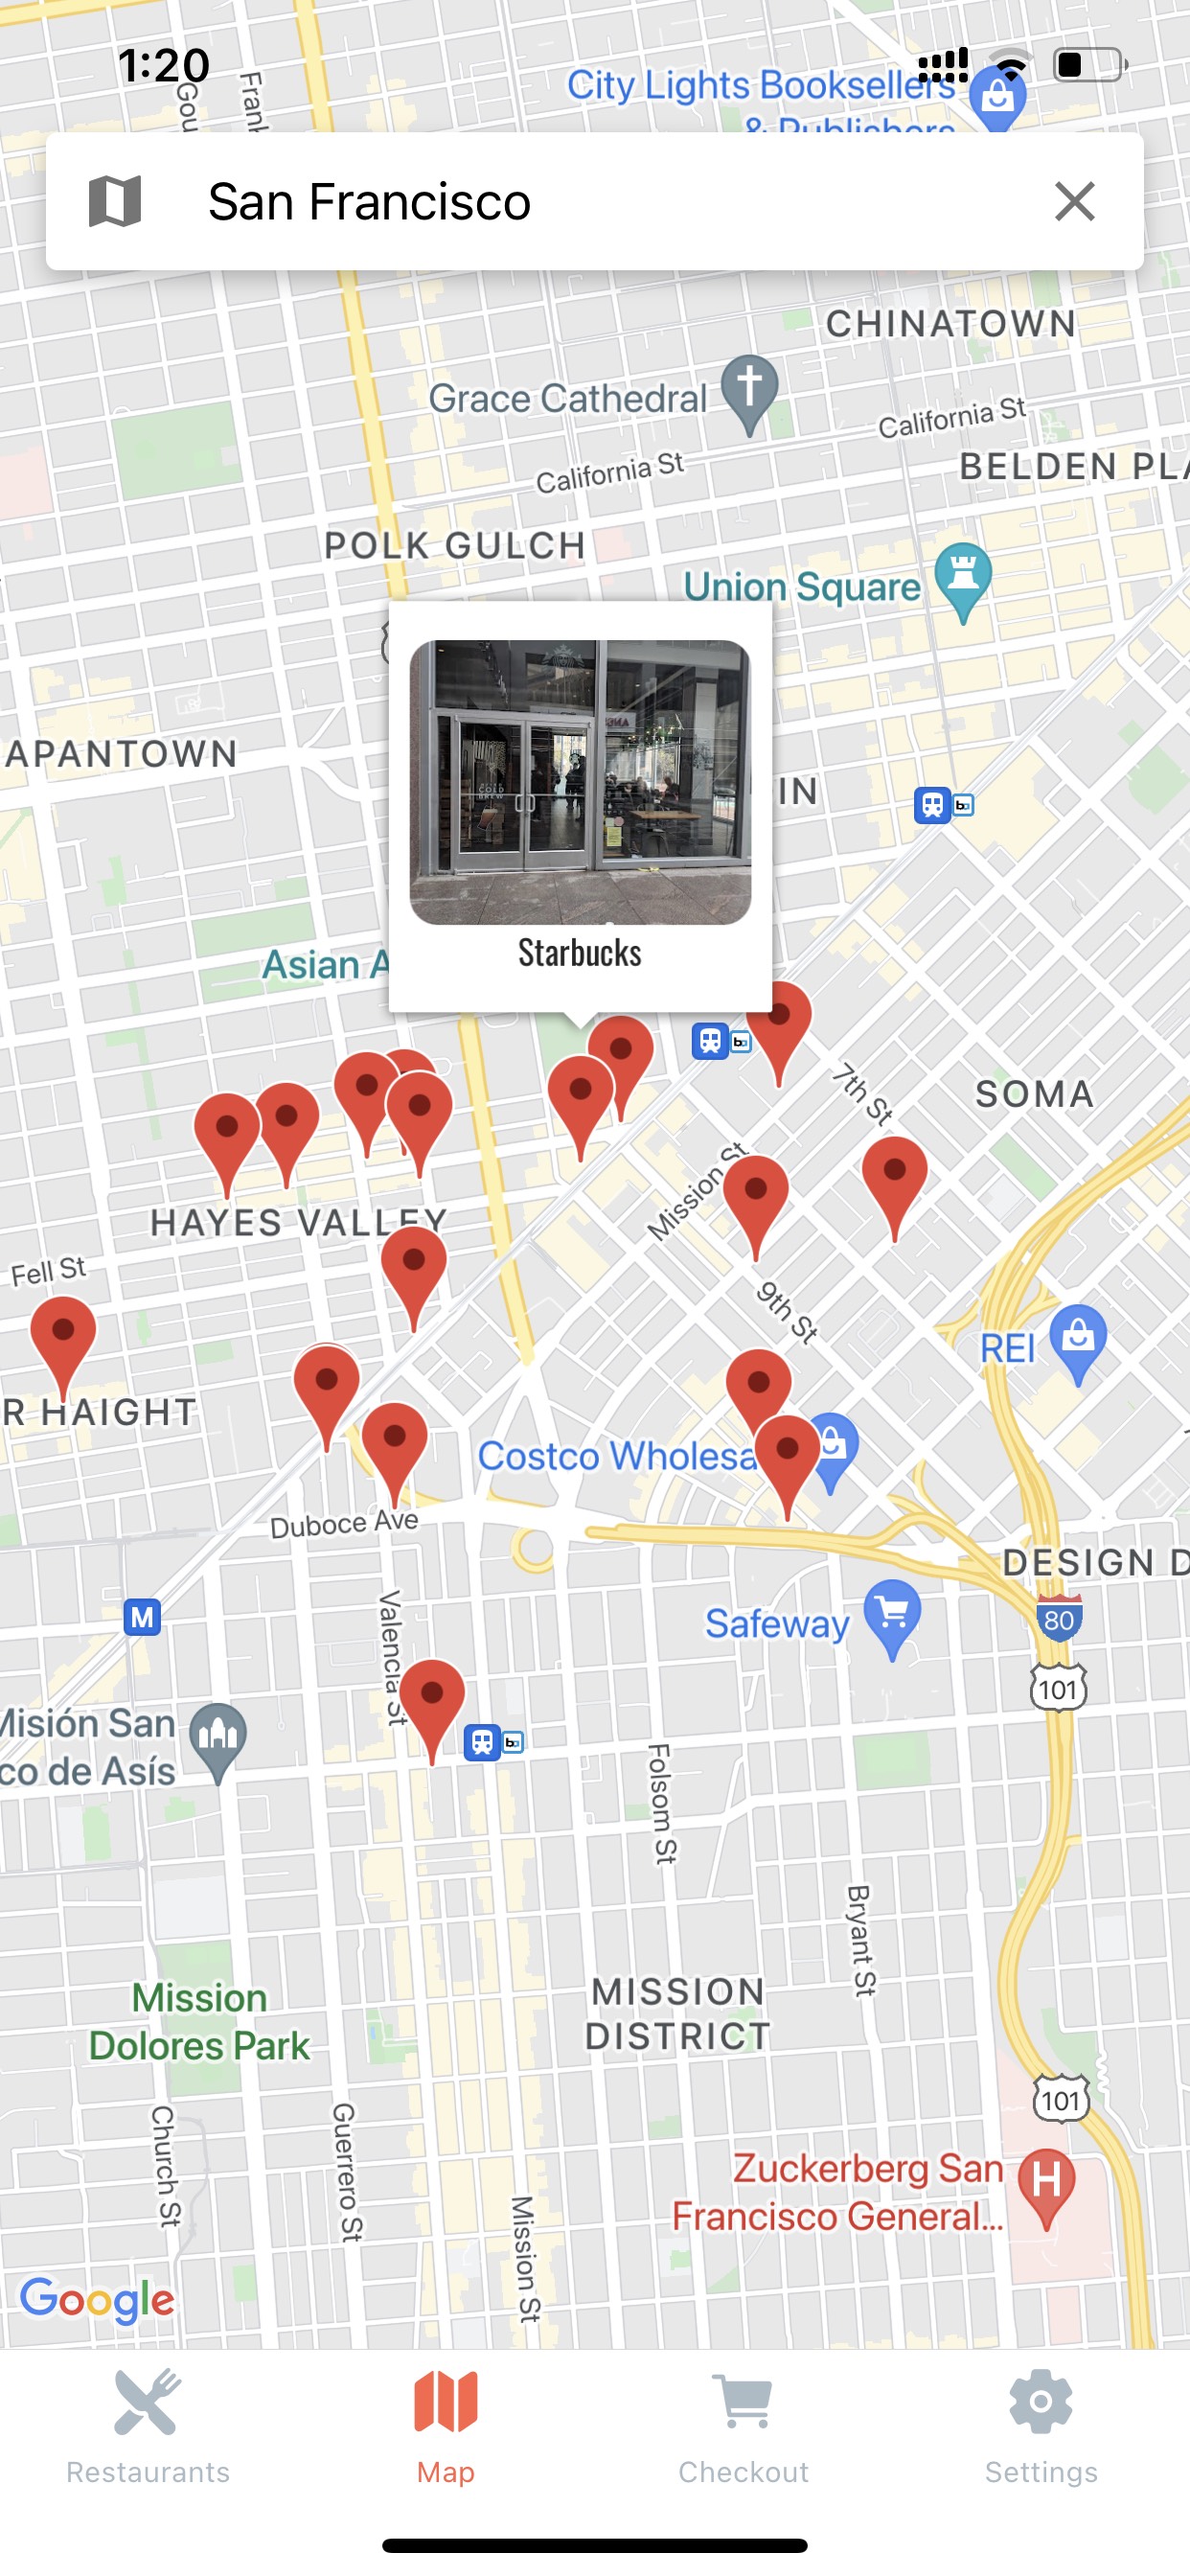 1:20
Gou
Frank
City Lights Booksellers
& Publishers
San Francisco
CHINATOWN
Grace Cathedral
California St
California St
BELDEN PLA
POLK GULCH
Union Square
APANTOWN
IN
COLD
BREW
Starbucks
Asian A
7th St
SOMA
Mission St
HAYES VALLEY
Fell St
9th St
REI
R HAIGHT
Costco Wholesa
Duboce Ave
DESIGN D
M
Valencia St
Safeway
80
101
Misión San
co de Asís
Folsom St
Bryant St
Mission
Dolores Park
MISSION
DISTRICT
101
Church St
Guerrero St
Zuckerberg San
Francisco General...
H
Mission St
Google
Restaurants
Map
Checkout
Settings